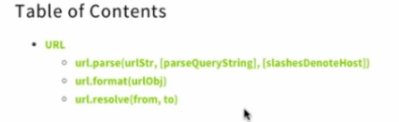 Table of Contents
URL
url.parse(urlStr, [parseQueryString], [slashesDenoteHost])
url.format(urlObj)
url.resolve(from, to)